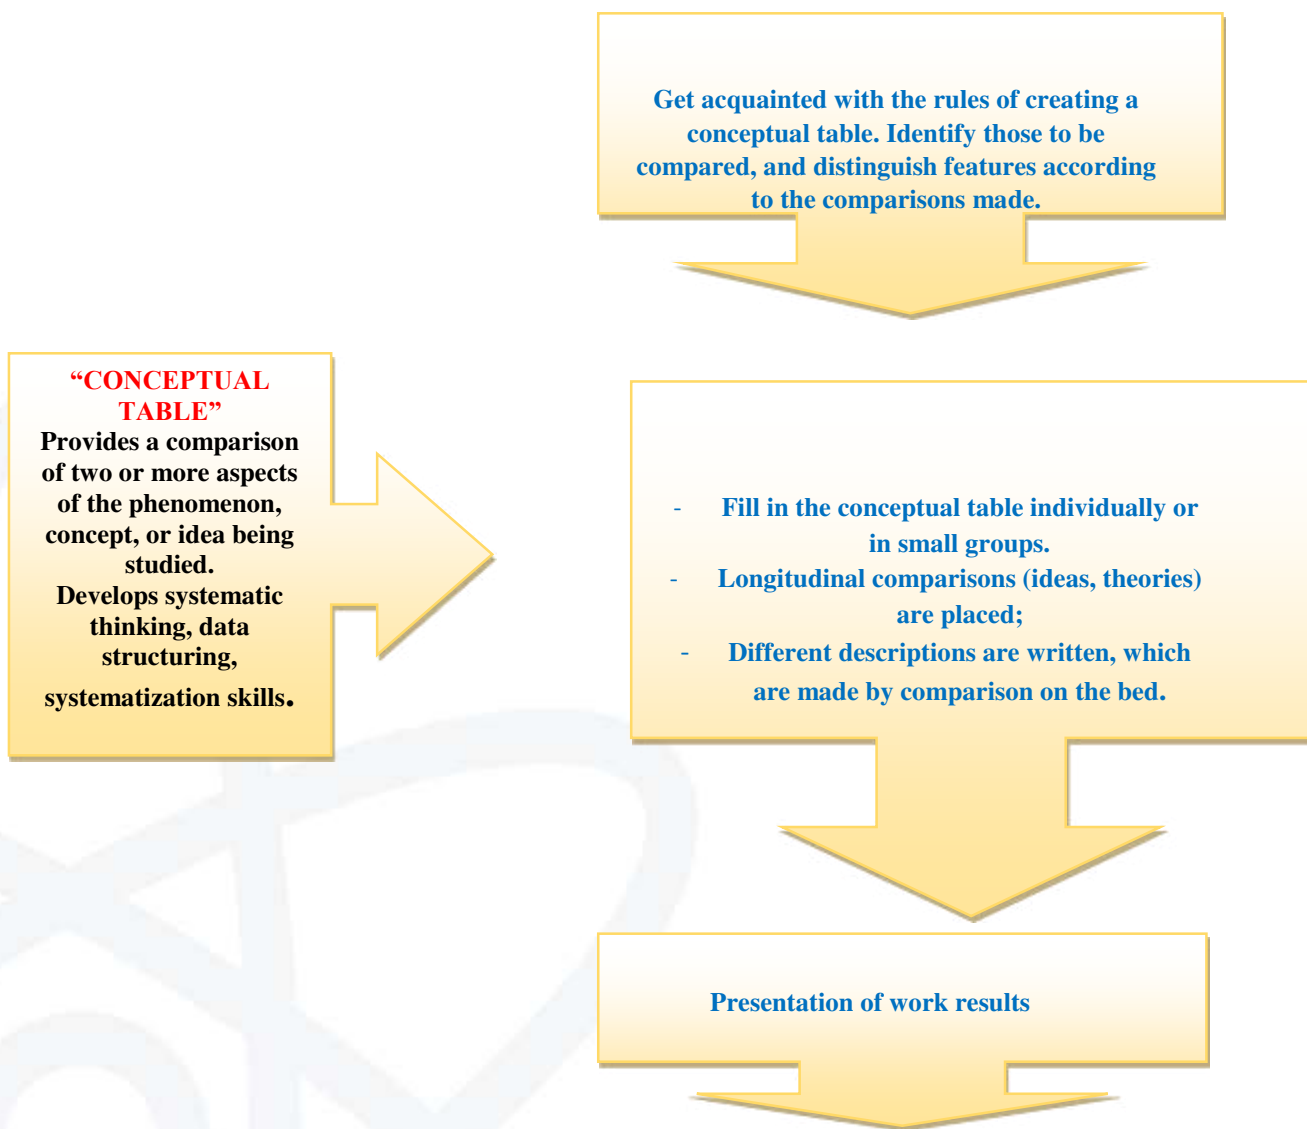 Get acquainted with the rules of creating a
conceptual table. Identify those to be
compared, and distinguish features according
to the comparisons made.
“CONCEPTUAL
TABLE”
Provides a comparison
of two or more aspects
of the phenomenon,
concept, or idea being
studied.
Develops systematic
thinking, data
structuring,
systematization skills.
- Fill in the conceptual table individually or
in small groups.
- Longitudinal comparisons (ideas, theories)
are placed;
- Different descriptions are written, which
are made by comparison on the bed.
Presentation of work results